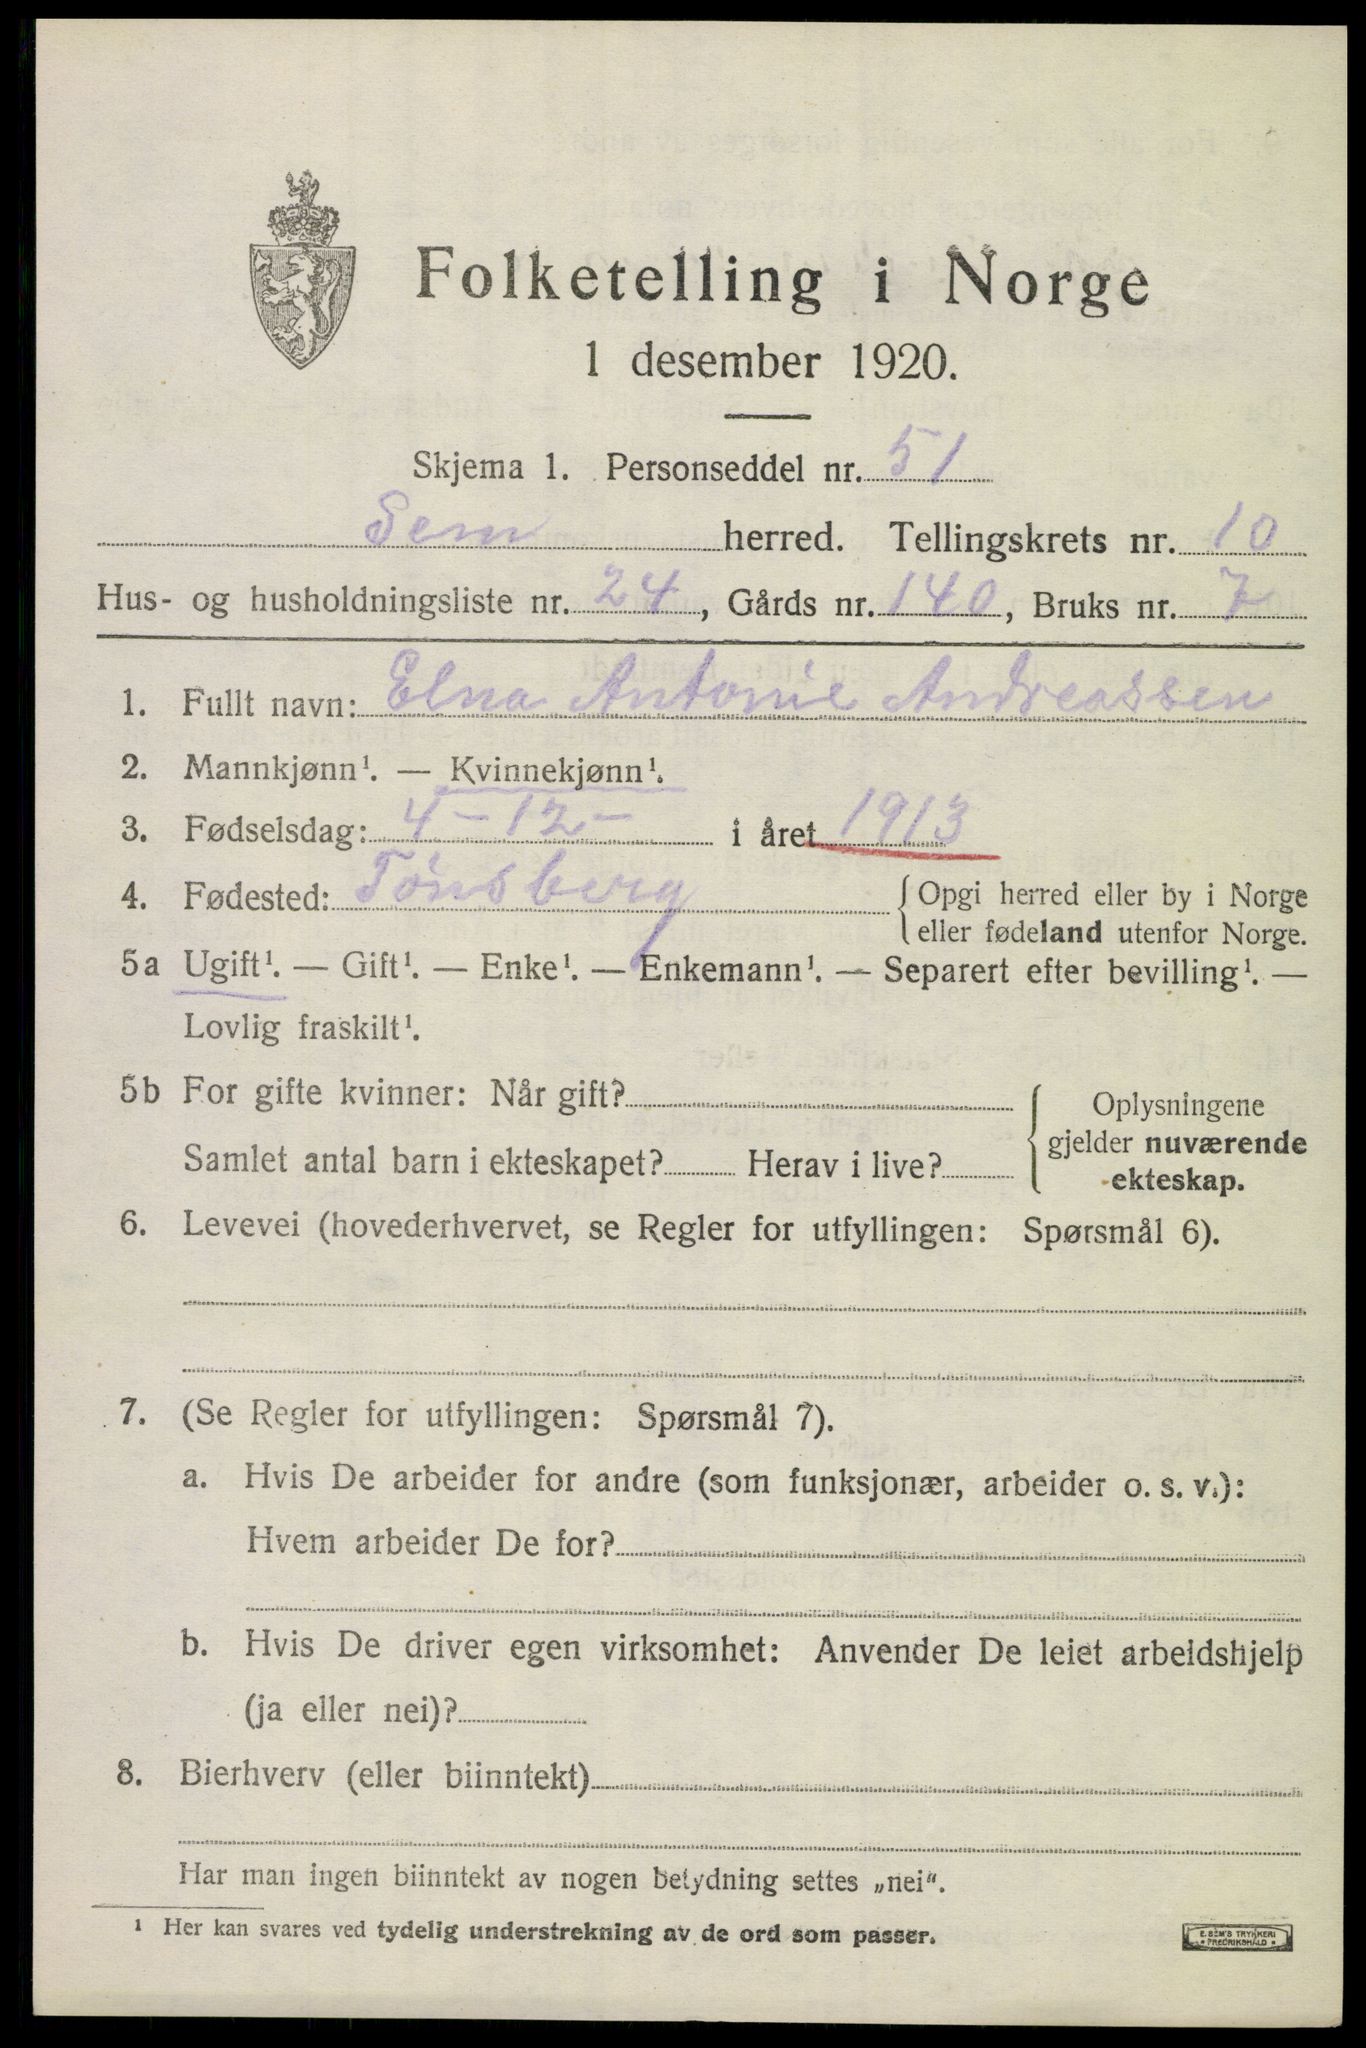 Folketelling i Norge
1 desember 1920.
Skjema 1. Personseddel nr. 51
Sem herred. Tellingskrets nr. 10
Hus- og husholdningsliste nr. 24, Gårds nr. 140, Bruks nr. 7
1. Fullt navn: Elna Antonie Andreassen
2. Mannkjønn¹. — Kvinnekjønn¹.
3. Fødselsdag: 4-12- i året 1913
4. Fødested: Tønsberg { Opgi herred eller by i Norge
eller fødeland utenfor Norge.
5a Ugift¹. — Gift¹. — Enke¹. — Enkemann¹. — Separert efter bevilling¹. —
Lovlig fraskilt¹.
5b For gifte kvinner: Når gift?
Samlet antal barn i ekteskapet? Herav i live?
{ Oplysningene
gjelder nuværende
ekteskap.
6. Levevei (hovederhvervet, se Regler for utfyllingen: Spørsmål 6).
7. (Se Regler for utfyllingen: Spørsmål 7).
a. Hvis De arbeider for andre (som funksjonær, arbeider o. s. v.):
Hvem arbeider De for?
b. Hvis De driver egen virksomhet: Anvender De leiet arbeidshjelp
(ja eller nei)?
8. Bierhverv (eller biinntekt)
Har man ingen biinntekt av nogen betydning settes „nei“.
¹ Her kan svares ved tydelig understrekning av de ord som passer.
E. SEM'S TRYKKERI
• FREDRIKSHALD •